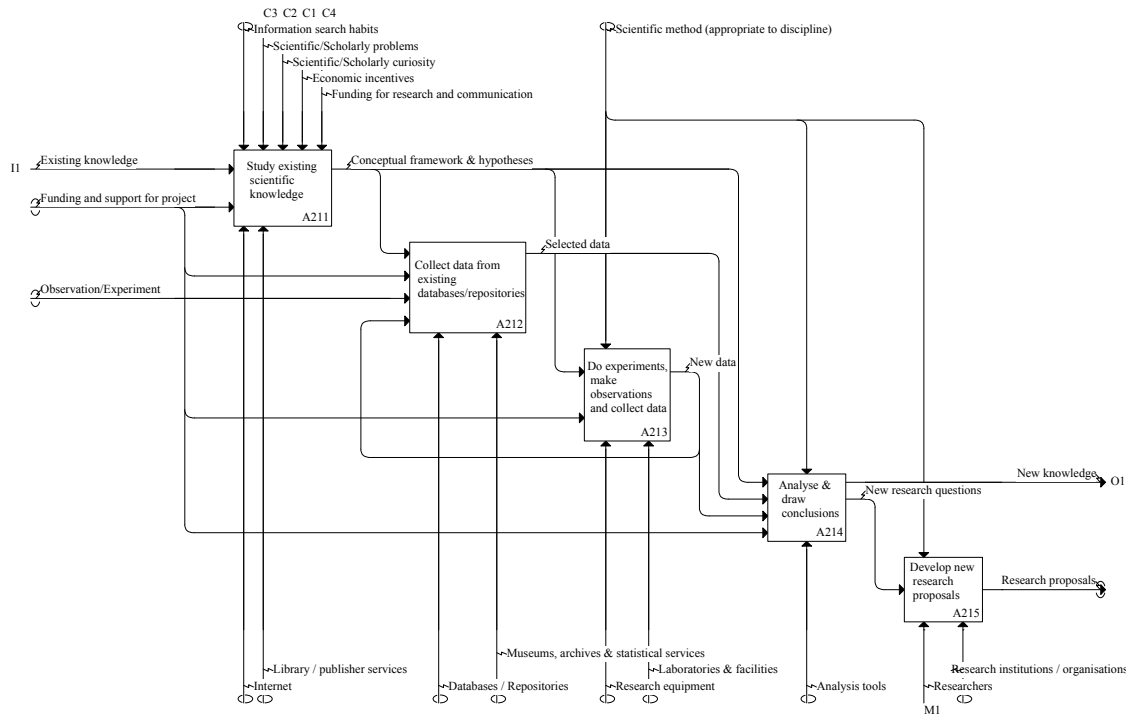 C3 C2 C1 C4
Information search habits
Scientific method (appropriate to discipline)
Scientific/Scholarly problems
Scientific/Scholarly curiosity
Economic incentives
Funding for research and communication
I1
Existing knowledge
Study existing
scientific
knowledge
A211
Conceptual framework & hypotheses
Funding and support for project
Selected data
Collect data from
existing
databases/repositories
A212
Observation/Experiment
New data
Do experiments,
make
observations
and collect data
A213
New knowledge
O1
Analyse &
draw
conclusions
A214
New research questions
Develop new
research
proposals
A215
Research proposals
Museums, archives & statistical services
Library / publisher services
Laboratories & facilities
Research institutions / organisations
Internet
Databases / Repositories
Research equipment
Analysis tools
Researchers
M1